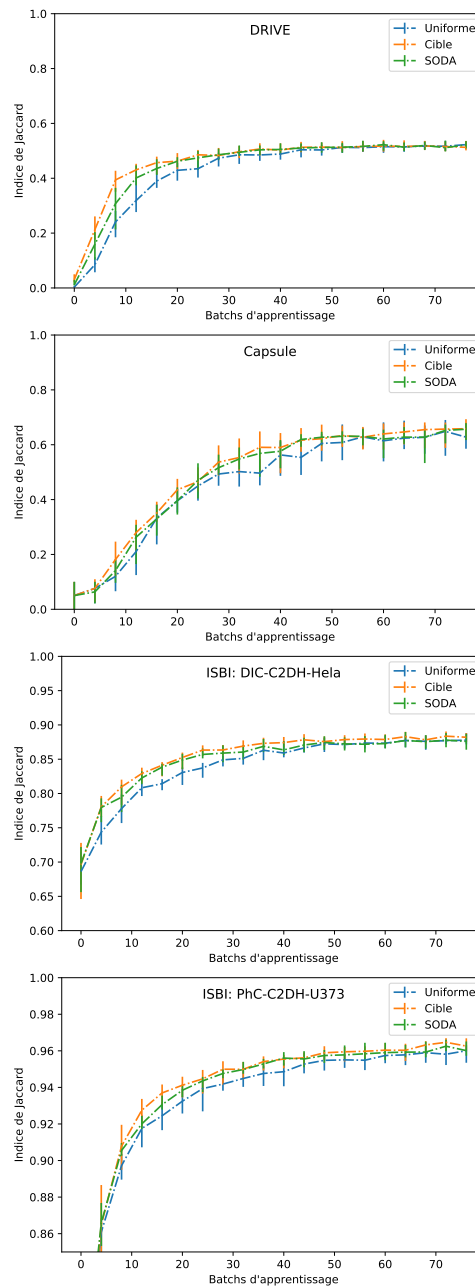 DRIVE
Uniforme
Cible
SODA
Indice de Jaccard
1.0
0.8
0.6
0.4
0.2
0.0
0 10 20 30 40 50 60 70
Batchs d'apprentissage
Capsule
Uniforme
Cible
SODA
Indice de Jaccard
1.0
0.8
0.6
0.4
0.2
0.0
0 10 20 30 40 50 60 70
Batchs d'apprentissage
ISBI: DIC-C2DH-Hela
Uniforme
Cible
SODA
Indice de Jaccard
1.00
0.95
0.90
0.85
0.80
0.75
0.70
0.65
0.60
0 10 20 30 40 50 60 70
Batchs d'apprentissage
ISBI: PhC-C2DH-U373
Uniforme
Cible
SODA
Indice de Jaccard
1.00
0.98
0.96
0.94
0.92
0.90
0.88
0.86
0 10 20 30 40 50 60 70
Batchs d'apprentissage